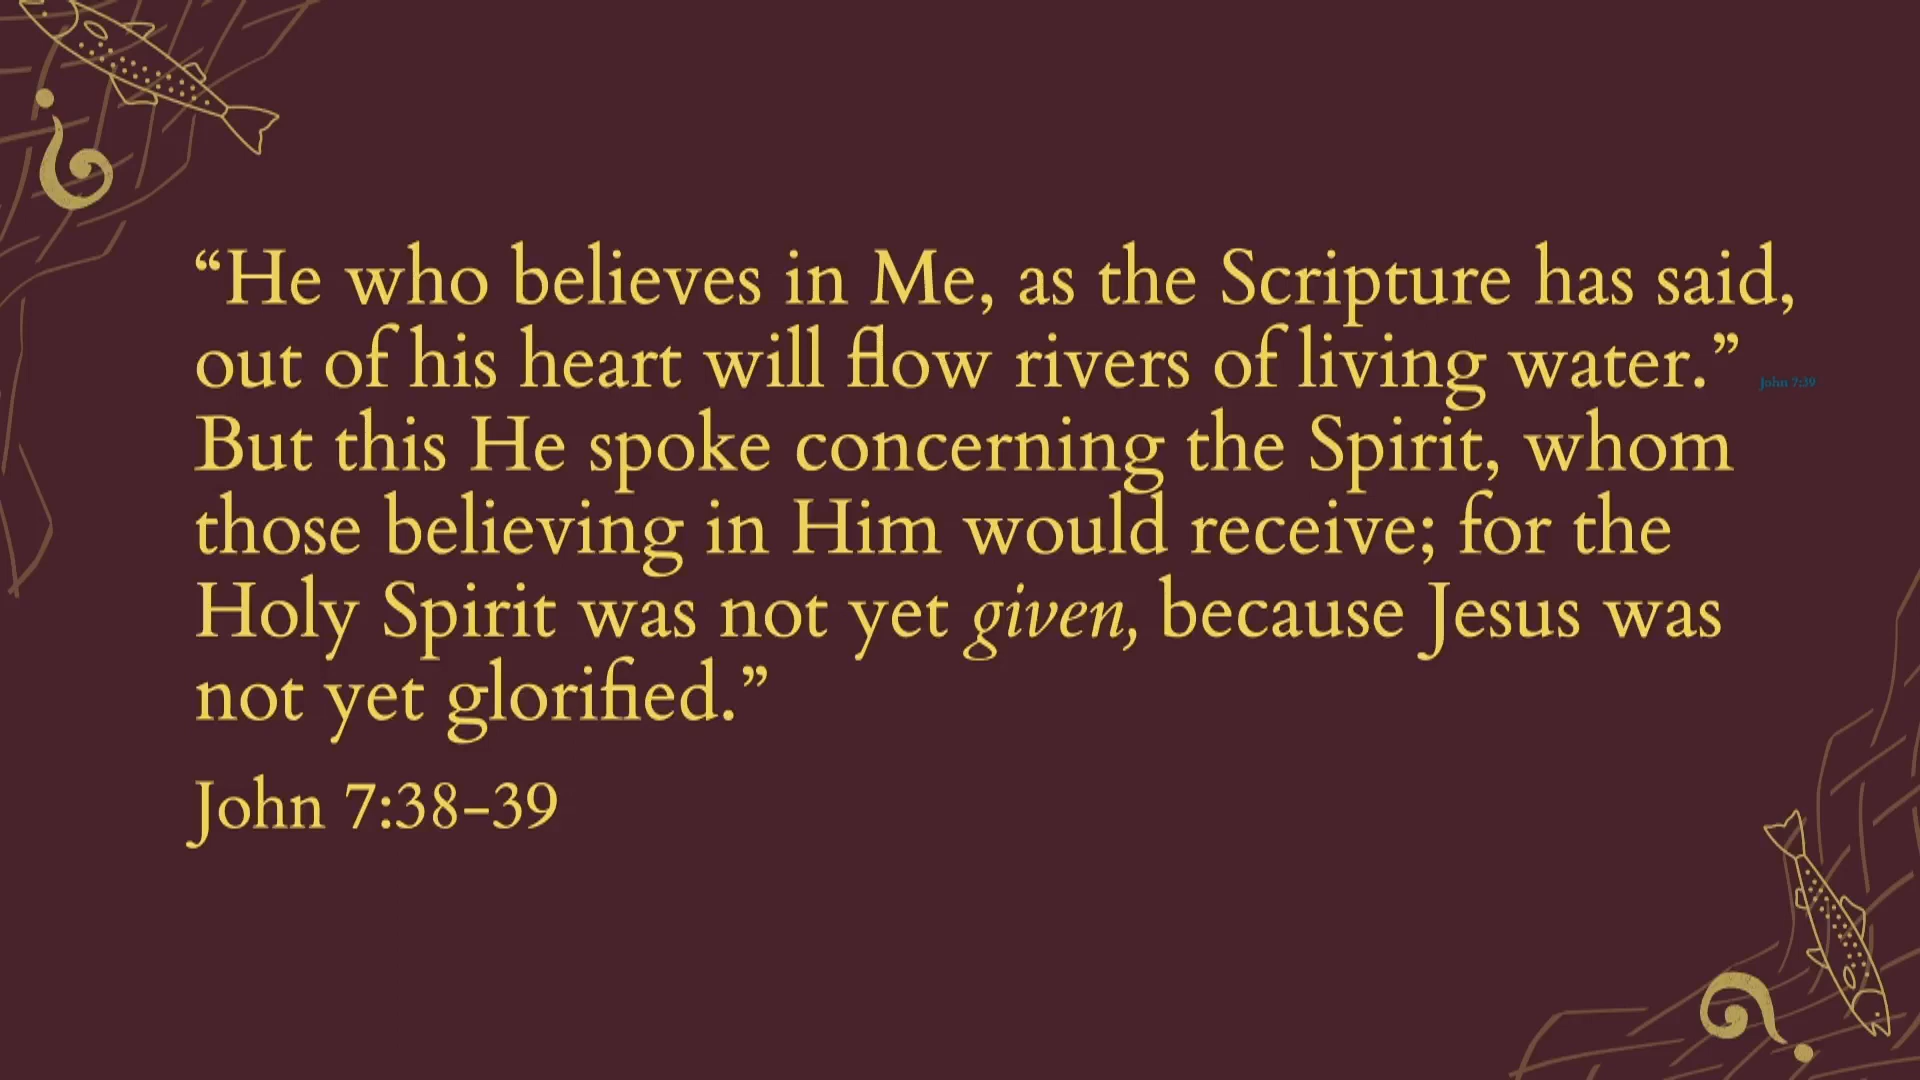 “He who believes in Me, as the Scripture has said,
out of his heart will flow rivers of living water.” John 7:39
But this He spoke concerning the Spirit, whom
those believing in Him would receive; for the
Holy Spirit was not yet given, because Jesus was
not yet glorified.”
John 7:38-39